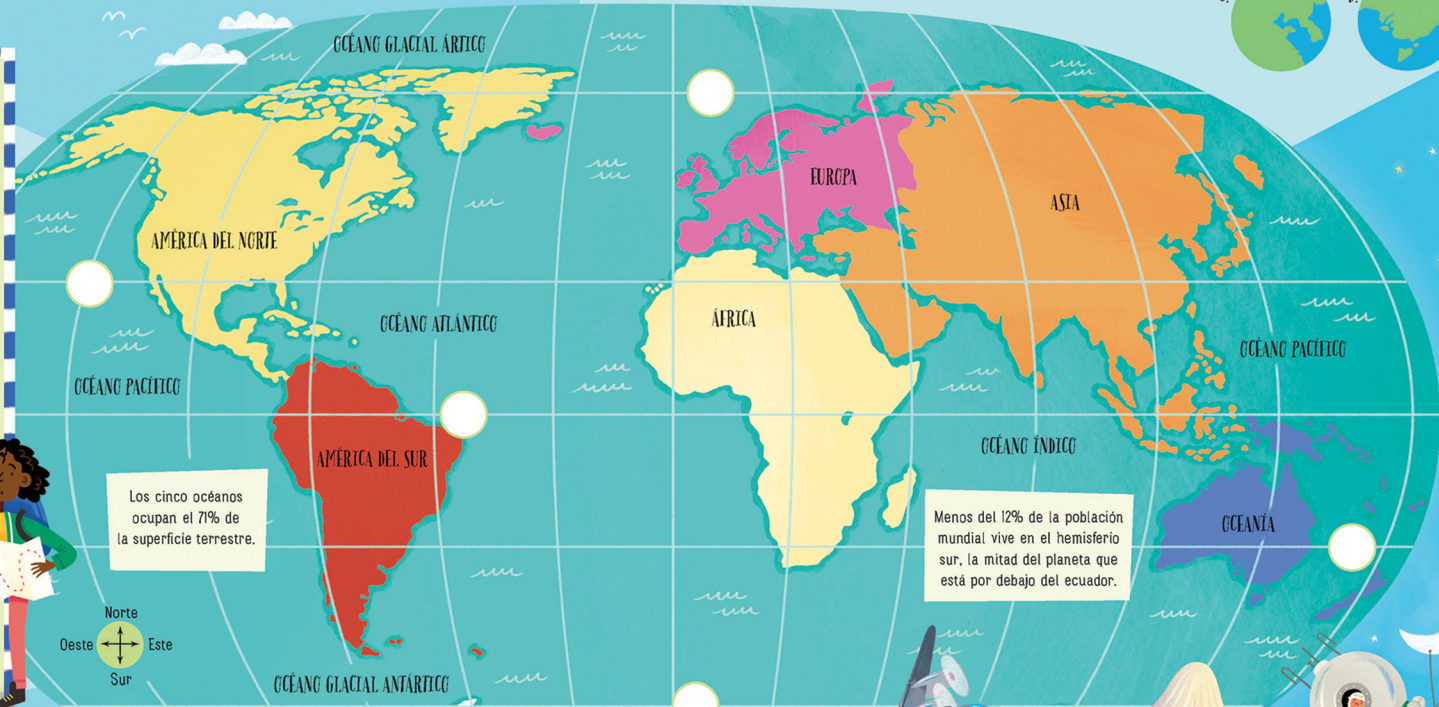 OCÉANO GLACIAL ÁRTICO
EUROPA
ASIA
AMÉRICA DEL NORTE
OCÉANO ATLÁNTICO
ÁFRICA
OCÉANO PACÍFICO
OCÉANO PACÍFICO
OCÉANO ÍNDICO
AMÉRICA DEL SUR
OCEANÍA
Los cinco océanos
ocupan el 71% de
la superficie terrestre.
Menos del 12% de la población
mundial vive en el hemisferio
sur, la mitad del planeta que
está por debajo del ecuador.
Norte
Oeste
Este
Sur
OCÉANO GLACIAL ANTÁRTICO